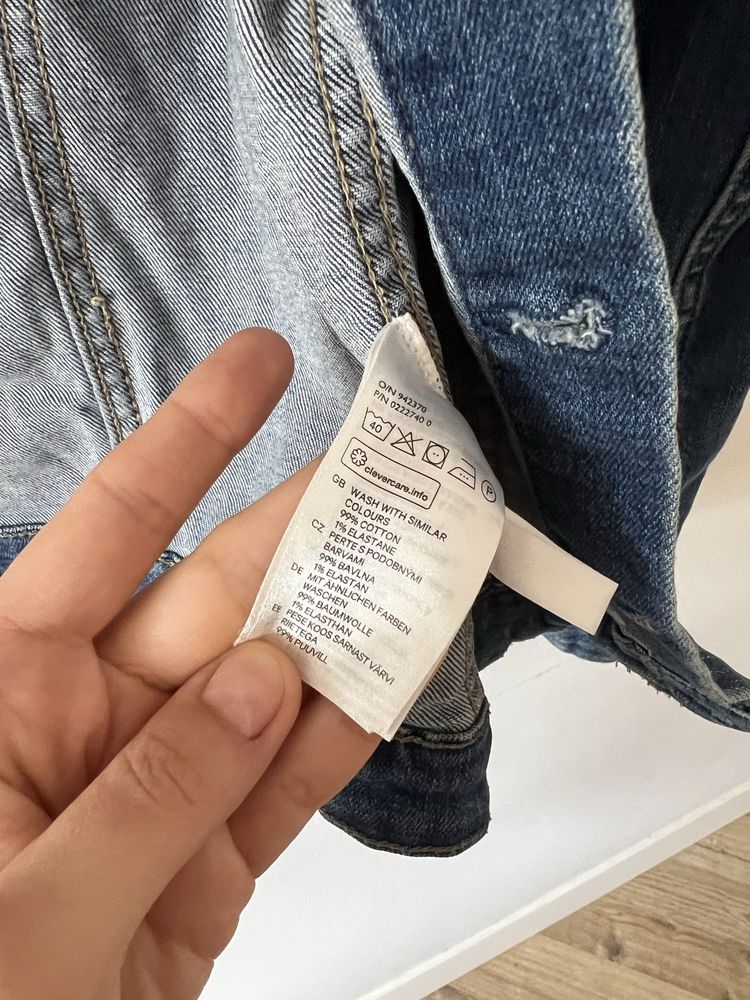 O/N 942370
P/N 0222740 0
40
P
clevercare.info
GB WASH WITH SIMILAR
COLOURS
99% COTTON
1% ELASTANE
CZ PERTE S PODOBNÝMI
BARVAMI
99% BAVLNA
1% ELASTAN
DE MIT ÄHNLICHEN FARBEN
WASCHEN
99% BAUMWOLLE
1% ELASTHAN
EE PESE KOOS SARNAST VÄRVI
RIIETEGA
99% PUUVILL